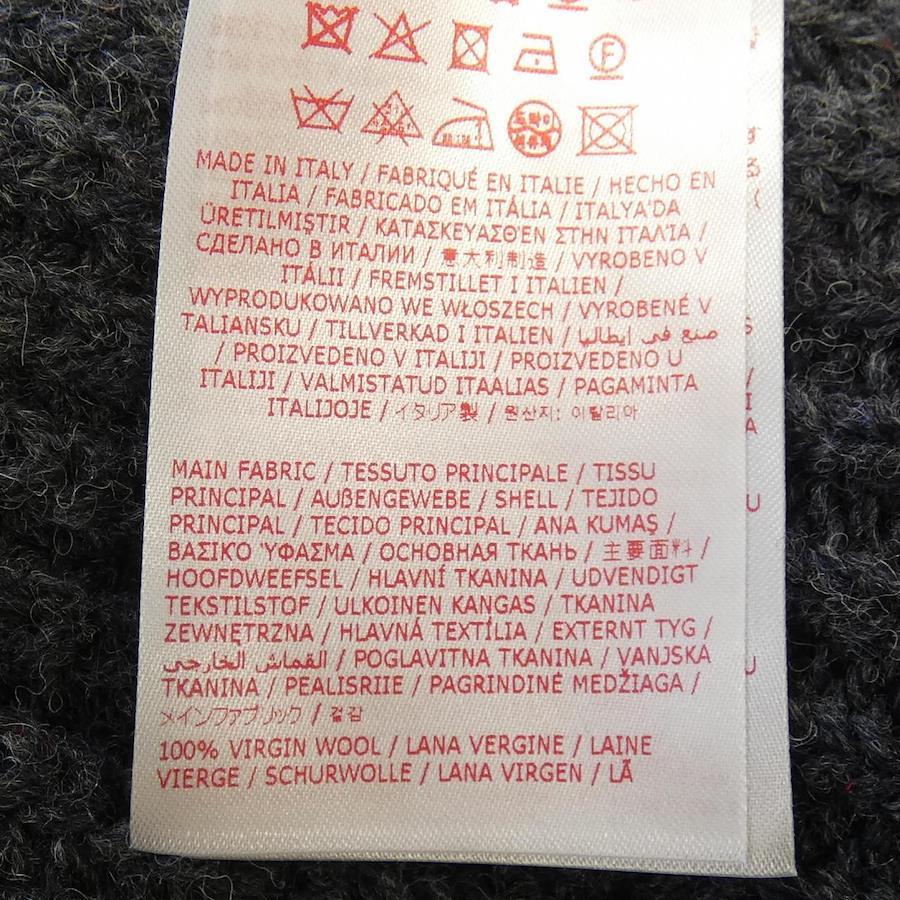 F
MADE IN ITALY / FABRIQUÉ EN ITALIE / HECHO EN
ITALIA / FABRICADO EM ITÁLIA / ITALYA'DA
ÜRETILMIŞTIR / ΚΑΤΑΣΚΕΥΑΣΘ'ΕΝ ΣΤΗΝ ΙΤΑΛ'ΙΑ /
СДЕЛАНО В ИТАЛИИ / 意大利制造 / VYROBENO V
ITÁLII / FREMSTILLET I ITALIEN /
WYPRODUKOWANO WE WŁOSZECH / VYROBENÉ V
TALIANSKU / TILLVERKAD I ITALIEN / صنع في إيطاليا
/ PROIZVEDENO V ITALIJI / PROIZVEDENO U
ITALIJI / VALMISTATUD ITAALIAS / PAGAMINTA
ITALIJOJE / イタリア製 / 원산지: 이탈리아
MAIN FABRIC / TESSUTO PRINCIPALE / TISSU
PRINCIPAL / AUßENGEWEBE / SHELL / TEJIDO
PRINCIPAL / TECIDO PRINCIPAL / ANA KUMAŞ /
ΒΑΣΙΚ'Ο 'ΥΦΑΣΜΑ / ОСНОВНАЯ ТКАНЬ / 主要面料 /
HOOFDWEEFSEL / HLAVNÍ TKANINA / UDVENDIGT
TEKSTILSTOF / ULKOINEN KANGAS / TKANINA
ZEWNĘTRZNA / HLAVNÁ TEXTÍLIA / EXTERNT TYG /
القماش الخارجي / POGLAVITNA TKANINA / VANJSKA
TKANINA / PEALISRIIE / PAGRINDINĖ MEDŽIAGA /
メインファブリック / 겉감
100% VIRGIN WOOL / LANA VERGINE / LAINE
VIERGE / SCHURWOLLE / LANA VIRGEN / LÃ